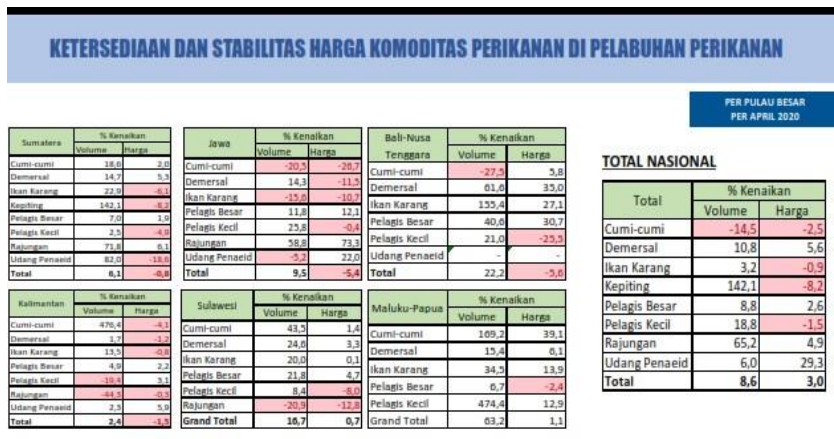 KETERSEDIAAN DAN STABILITAS HARGA KOMODITAS PERIKANAN DI PELABUHAN PERIKANAN
PER PULAU BESAR
PER APRIL 2020
Sumatera % Kenaikan
Volume Harga
Cumi-cumi 18,6 2,0
Demersal 14,7 5,3
Ikan Karang 22,9 -6,1
Kepiting 142,1 -8,2
Pelagis Besar 7,0 1,9
Pelagis Kecil 2,5 -4,9
Rajungan 71,8 6,1
Udang Penaeid 82,0 -18,6
Total 6,1 -0,8
Jawa % Kenaikan
Volume Harga
Cumi-cumi -20,5 -26,7
Demersal 14,3 -11,5
Ikan Karang -15,6 -10,7
Pelagis Besar 11,8 12,1
Pelagis Kecil 25,8 -0,4
Rajungan 58,8 73,3
Udang Penaeid -5,2 22,0
Total 9,5 -5,4
Bali-Nusa Tenggara % Kenaikan
Volume Harga
Cumi-cumi -27,5 5,8
Demersal 61,6 35,0
Ikan Karang 155,4 27,1
Pelagis Besar 40,6 30,7
Pelagis Kecil 21,0 -25,5
Udang Penaeid - -
Total 22,2 -5,6
TOTAL NASIONAL
Total % Kenaikan
Volume Harga
Cumi-cumi -14,5 -2,5
Demersal 10,8 5,6
Ikan Karang 3,2 -0,9
Kepiting 142,1 -8,2
Pelagis Besar 8,8 2,6
Pelagis Kecil 18,8 -1,5
Rajungan 65,2 4,9
Udang Penaeid 6,0 29,3
Total 8,6 3,0
Kalimantan % Kenaikan
Volume Harga
Cumi-cumi 476,4 -4,1
Demersal 1,7 -1,2
Ikan Karang 13,5 -0,8
Pelagis Besar 4,9 2,2
Pelagis Kecil -19,4 3,1
Rajungan -44,3 -0,3
Udang Penaeid 2,3 5,9
Total 2,4 -1,5
Sulawesi % Kenaikan
Volume Harga
Cumi-cumi 43,5 1,4
Demersal 24,6 3,3
Ikan Karang 20,0 0,1
Pelagis Besar 21,8 4,7
Pelagis Kecil 8,4 -8,0
Rajungan -20,9 -12,8
Grand Total 16,7 0,7
Maluku-Papua % Kenaikan
Volume Harga
Cumi-cumi 169,2 39,1
Demersal 15,4 6,1
Ikan Karang 34,5 13,9
Pelagis Besar 6,7 -2,4
Pelagis Kecil 474,4 12,9
Grand Total 63,2 1,1